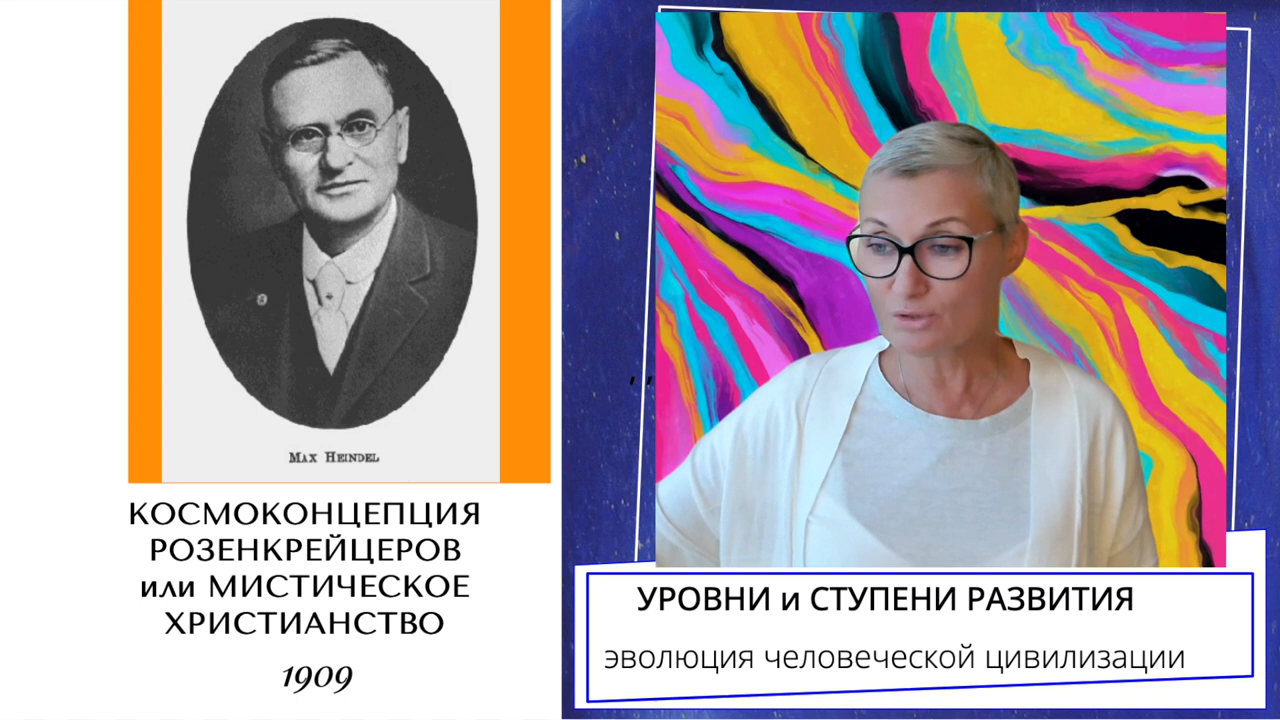 MAX HEINDEL
КОСМОКОНЦЕПЦИЯ
РОЗЕНКРЕЙЦЕРОВ
или МИСТИЧЕСКОЕ
ХРИСТИАНСТВО
1909
УРОВНИ и СТУПЕНИ РАЗВИТИЯ
эволюция человеческой цивилизации